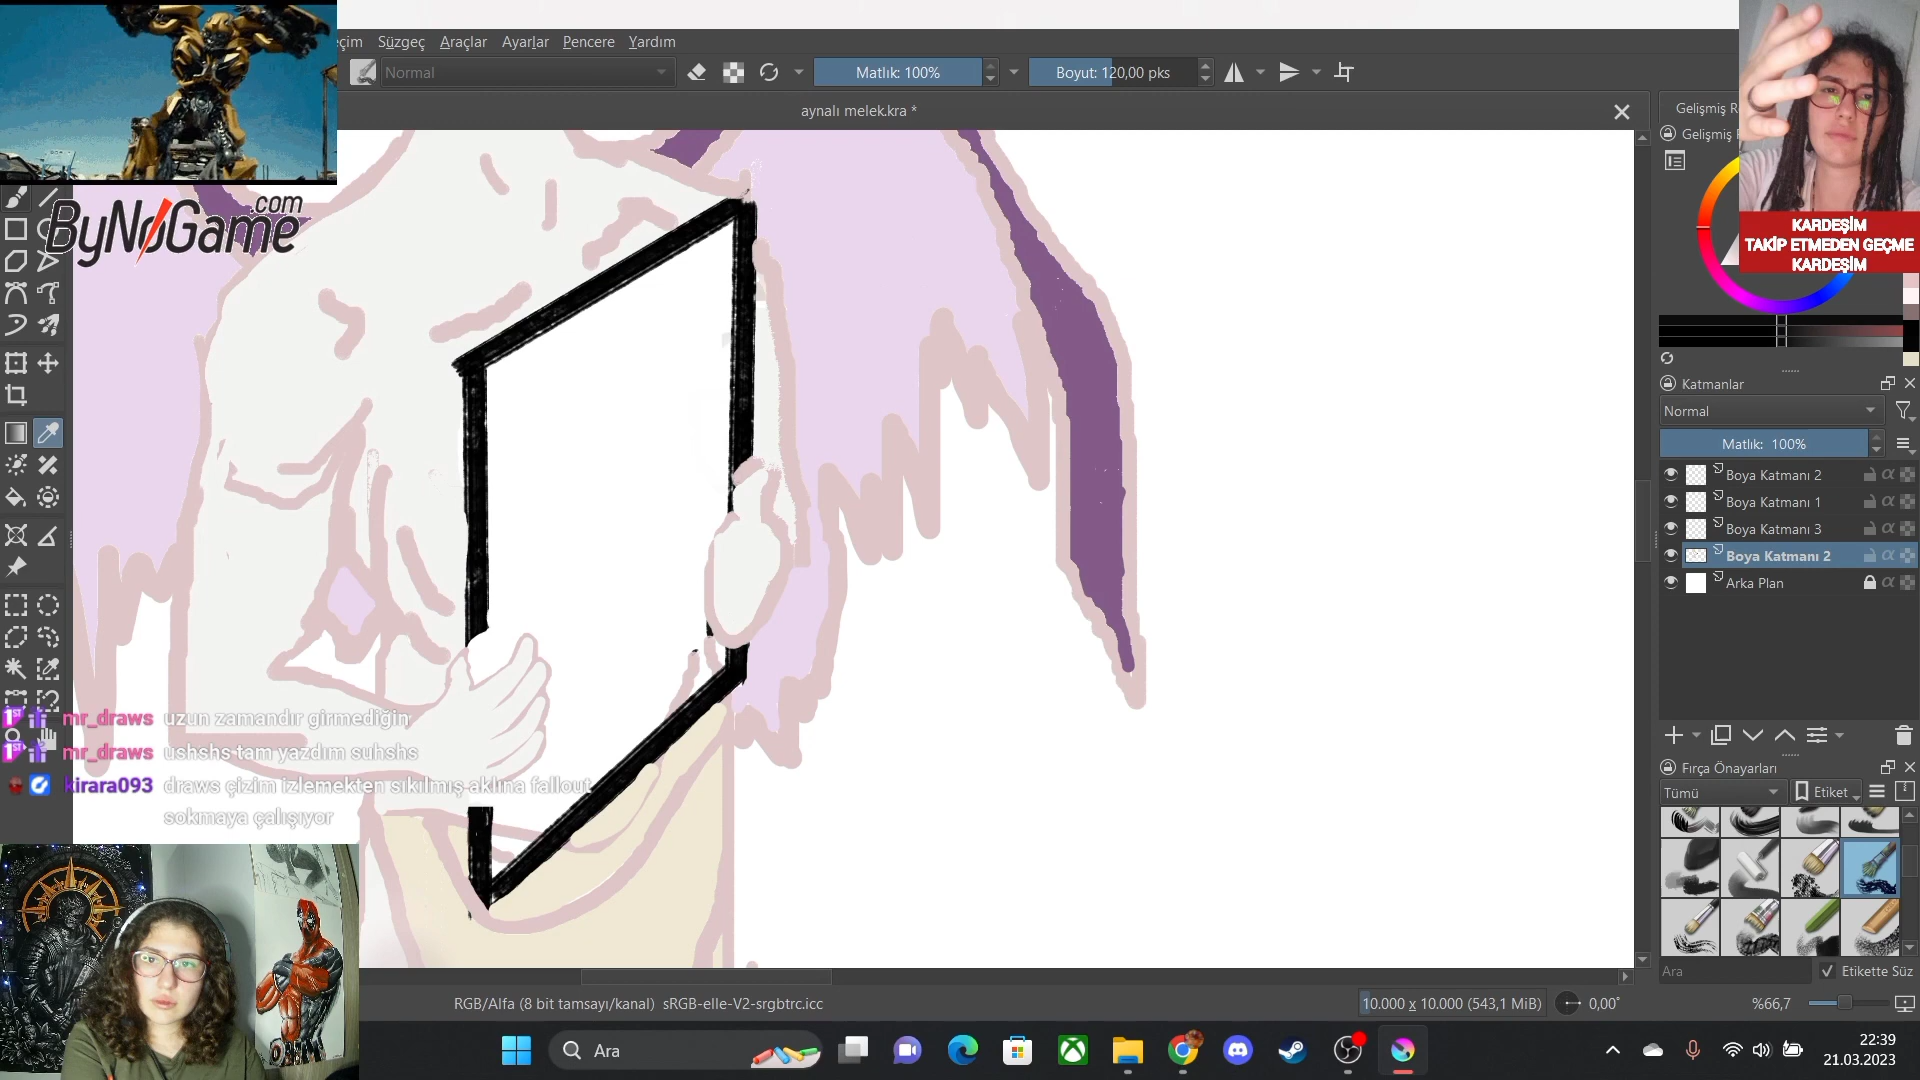 eçim Süzgeç Araçlar Ayarlar Pencere Yardım
Normal
Matlık: 100%
Boyut: 120,00 pks
aynalı melek.kra *
Gelişmiş R
Gelişmiş
ByNoGame.com
KARDEŞİM
TAKİP ETMEDEN GEÇME
KARDEŞİM
Katmanlar
Normal
Matlık: 100%
Boya Katmanı 2
Boya Katmanı 1
Boya Katmanı 3
Boya Katmanı 2
Arka Plan
1ST mr_draws uzun zamandır girmediğin
1ST mr_draws ushshs tam yazdım suhshs
kirara093 draws çizim izlemekten sıkılmış aklına fallout
sokmaya çalışıyor
Fırça Önayarları
Tümü
Etiket
Ara
Etikette Süz
RGB/Alfa (8 bit tamsayı/kanal) sRGB-elle-V2-srgbtrc.icc
10.000 x 10.000 (543,1 MiB)
0,00°
%66,7
Ara
22:39
21.03.2023